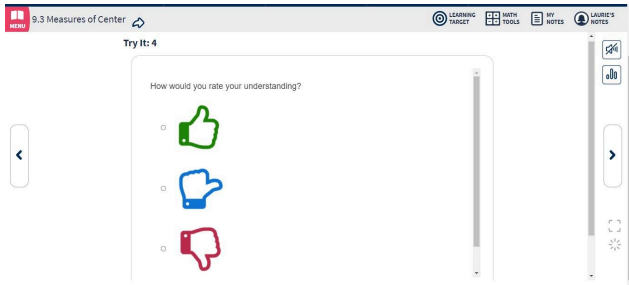 MENU
9.3 Measures of Center
LEARNING
TARGET
MATH
TOOLS
MY
NOTES
LAURIE'S
NOTES
Try It: 4
How would you rate your understanding?